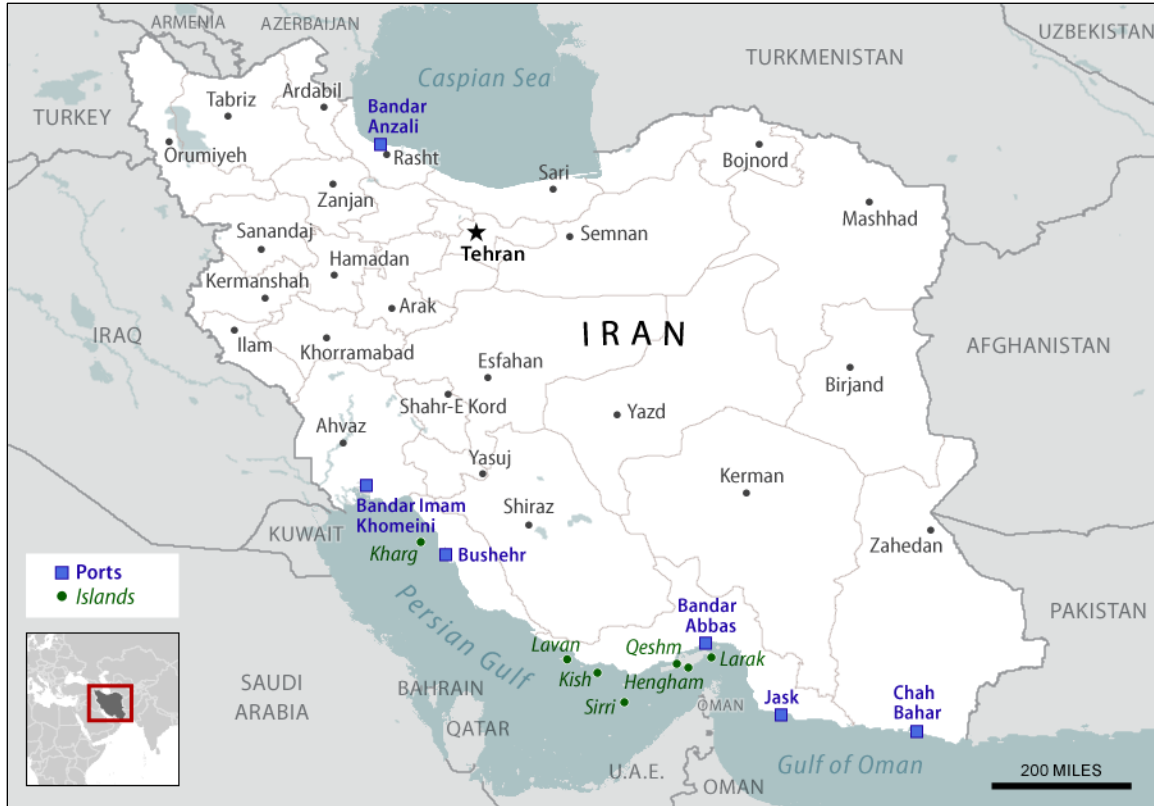 ARMENIA
AZERBAIJAN
UZBEKISTAN
TURKMENISTAN
Caspian Sea
TURKEY
Tabriz
Ardabil
Bandar
Anzali
Orumiyeh
Rasht
Bojnord
Sari
Zanjan
Mashhad
Sanandaj
Semnan
Tehran
Hamadan
Kermanshah
Arak
IRAN
IRAQ
Ilam
Khorramabad
AFGHANISTAN
Esfahan
Birjand
Shahr-E Kord
Yazd
Ahvaz
Yasuj
Kerman
Bandar Imam
Khomeini
Shiraz
KUWAIT
Kharg
Bushehr
Zahedan
Ports
Islands
Persian Gulf
Bandar
Abbas
PAKISTAN
Lavan
Qeshm
Larak
Kish
Hengham
SAUDI
ARABIA
BAHRAIN
Sirri
OMAN
Jask
Chah
Bahar
QATAR
U.A.E.
OMAN
Gulf of Oman
200 MILES